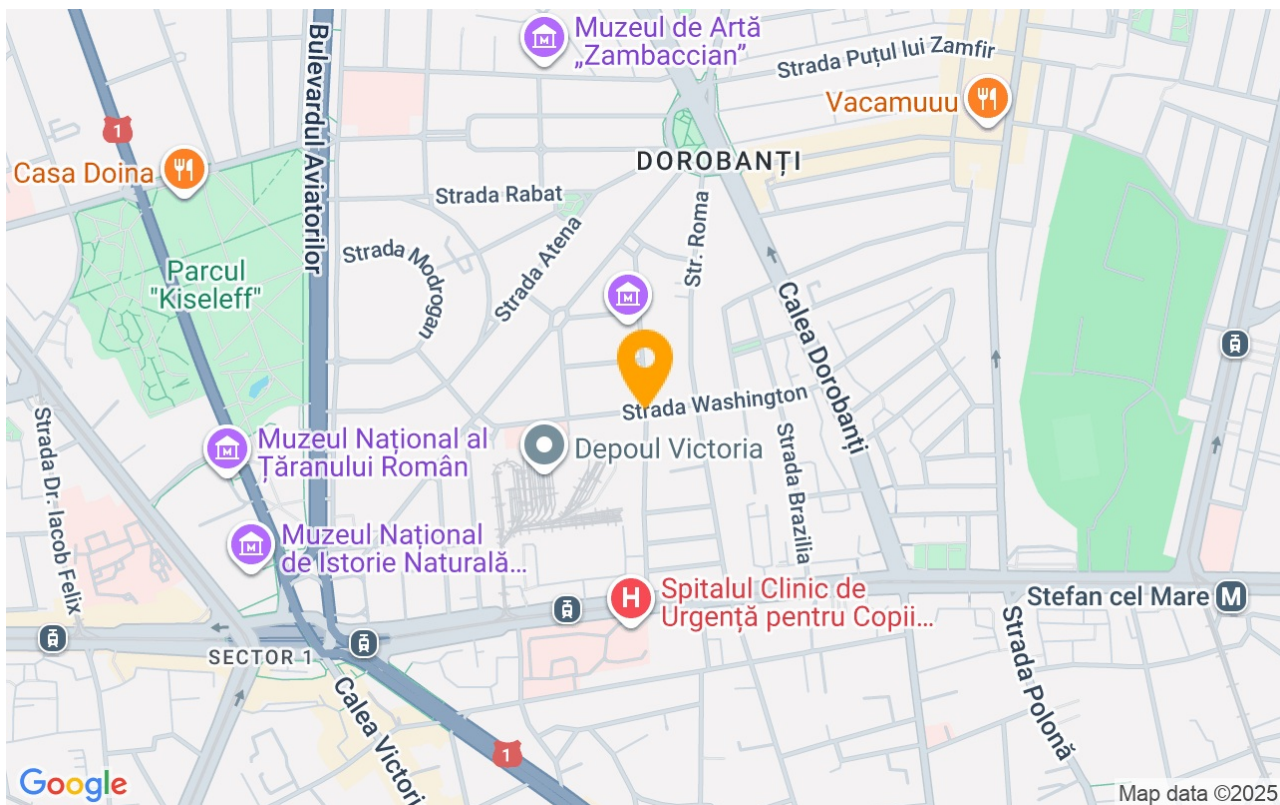 Muzeul de Artă
„Zambaccian”
Strada Puțul lui Zamfir
Bulevardul Aviatorilor
Vacamuuu
1
Casa Doina
DOROBANȚI
Strada Rabat
Str. Roma
Strada Atena
Strada Modrogan
Parcul
"Kiseleff"
M
Calea Dorobanți
Strada Washington
Strada Dr. Iacob Felix
Muzeul Național al
Țăranului Român
M
Depoul Victoria
Strada Brazilia
Muzeul Național
de Istorie Naturală...
M
H
Spitalul Clinic de
Urgență pentru Copii...
Stefan cel Mare
M
Strada Polonă
SECTOR 1
Calea Victori
1
Google
Map data ©2025